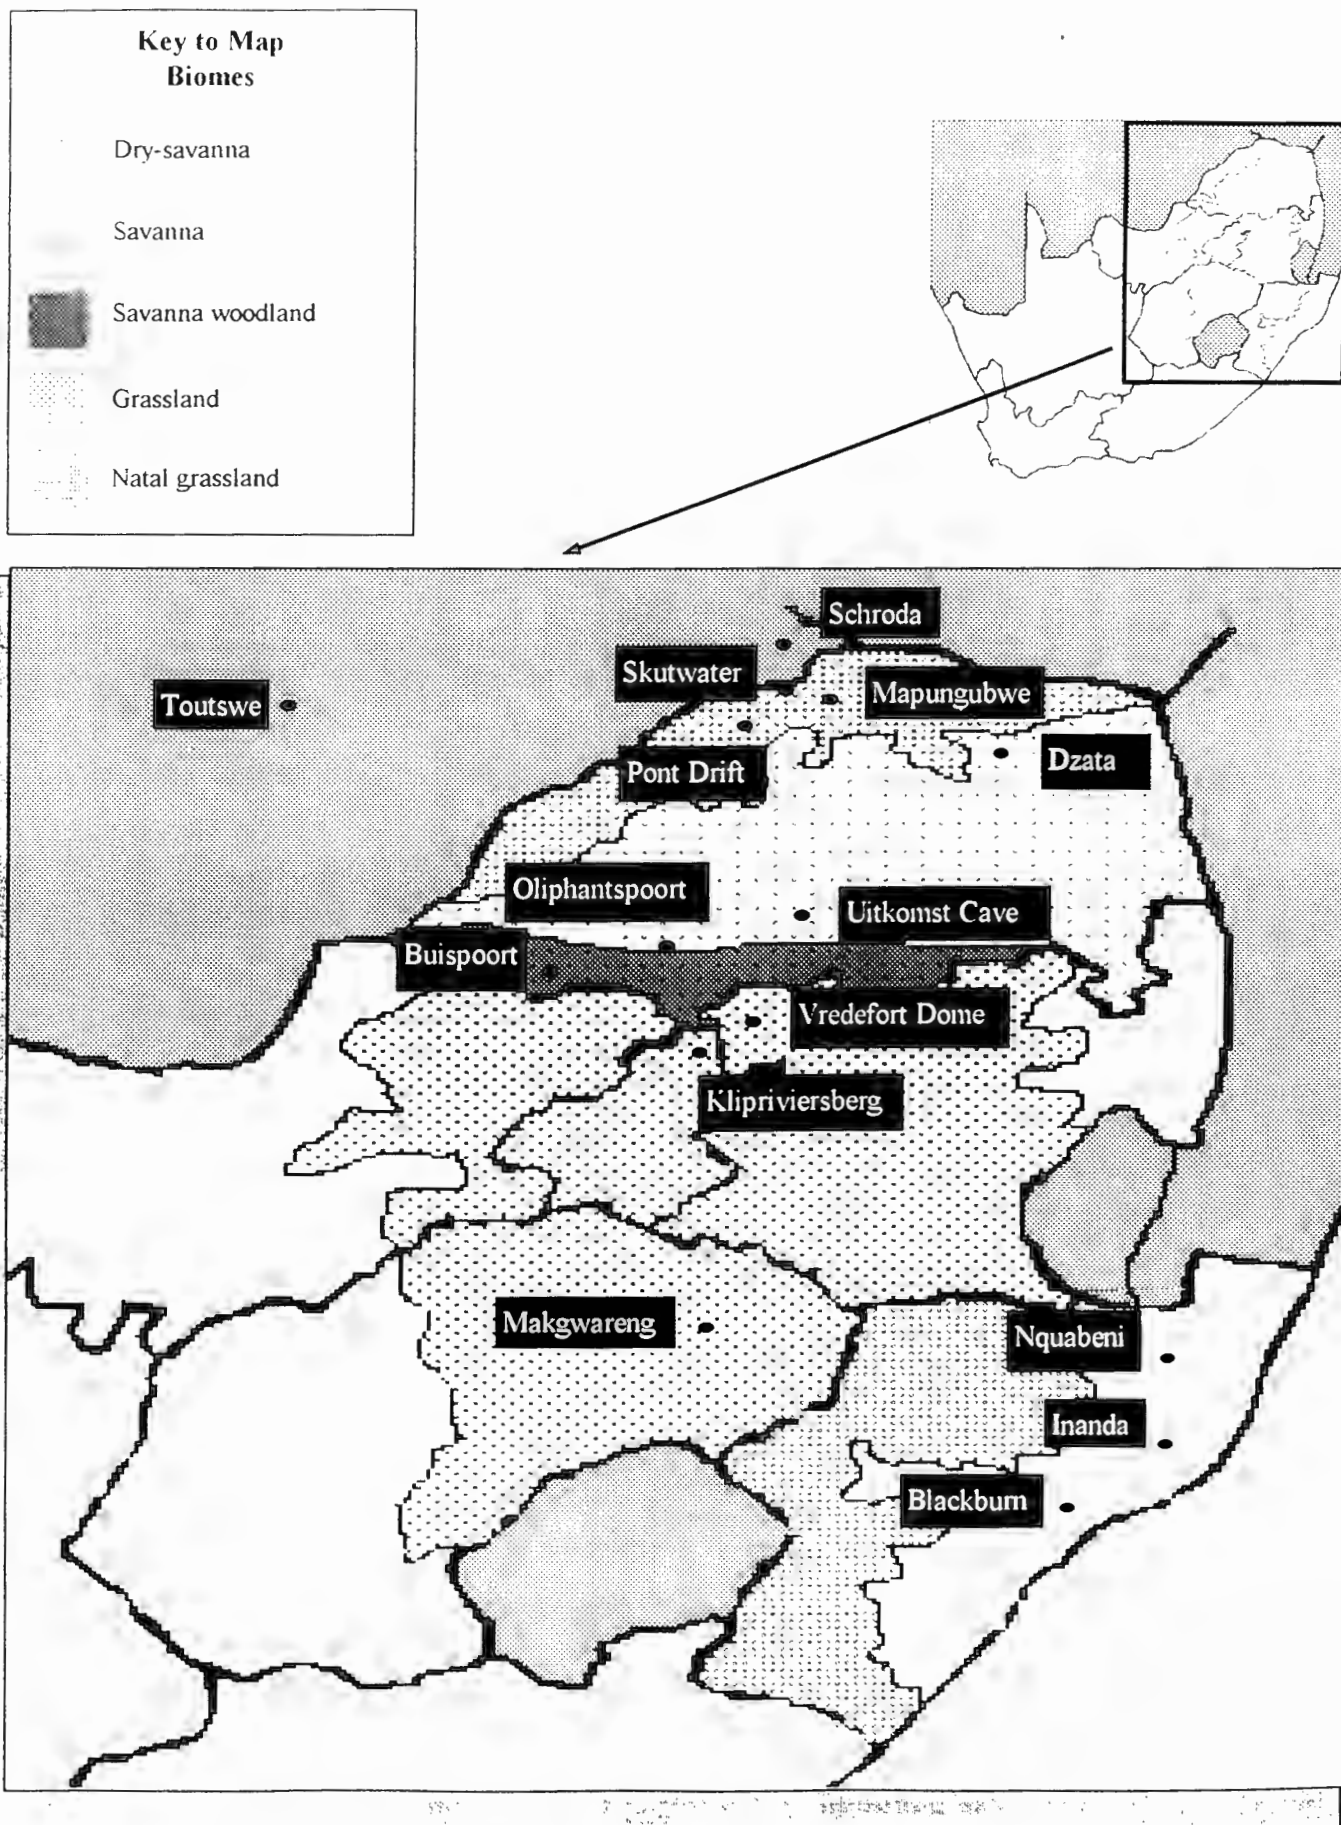 Key to Map
Biomes
Dry-savanna
Savanna
Savanna woodland
Grassland
Natal grassland
Schroda
Skutwater
Mapungubwe
Toutswe
Dzata
Pont Drift
Oliphantspoort
Uitkomst Cave
Buispoort
Vredefort Dome
Klipriviersberg
Makgwareng
Nquabeni
Inanda
Blackburn